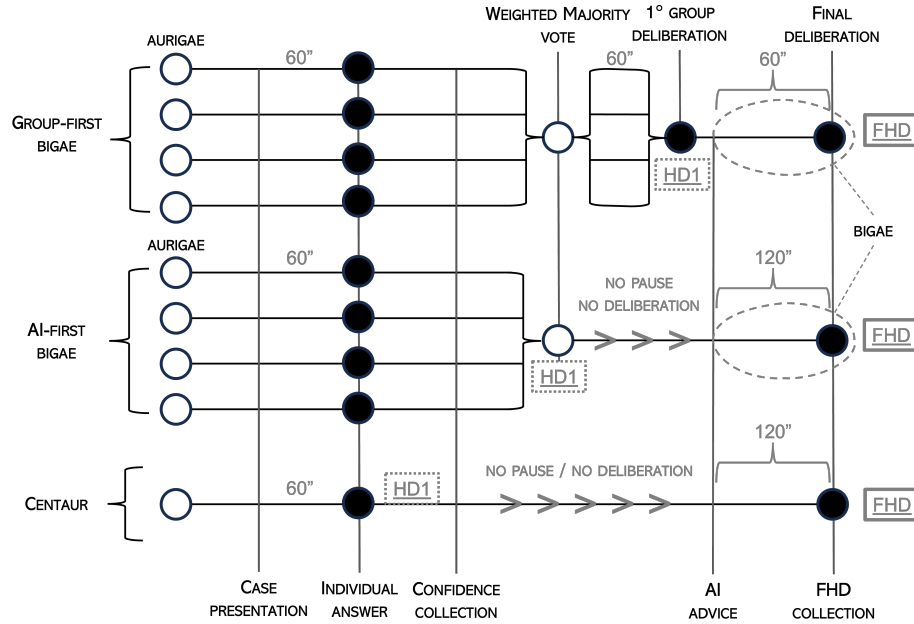 WEIGHTED MAJORITY
VOTE
1° GROUP
DELIBERATION
FINAL
DELIBERATION
AURIGAE
60”
60”
60”
GROUP-FIRST
BIGAE
HD1
FHD
BIGAE
AURIGAE
60”
120”
NO PAUSE
NO DELIBERATION
AI-FIRST
BIGAE
HD1
FHD
120”
CENTAUR
60”
HD1
NO PAUSE / NO DELIBERATION
FHD
CASE
PRESENTATION
INDIVIDUAL
ANSWER
CONFIDENCE
COLLECTION
AI
ADVICE
FHD
COLLECTION